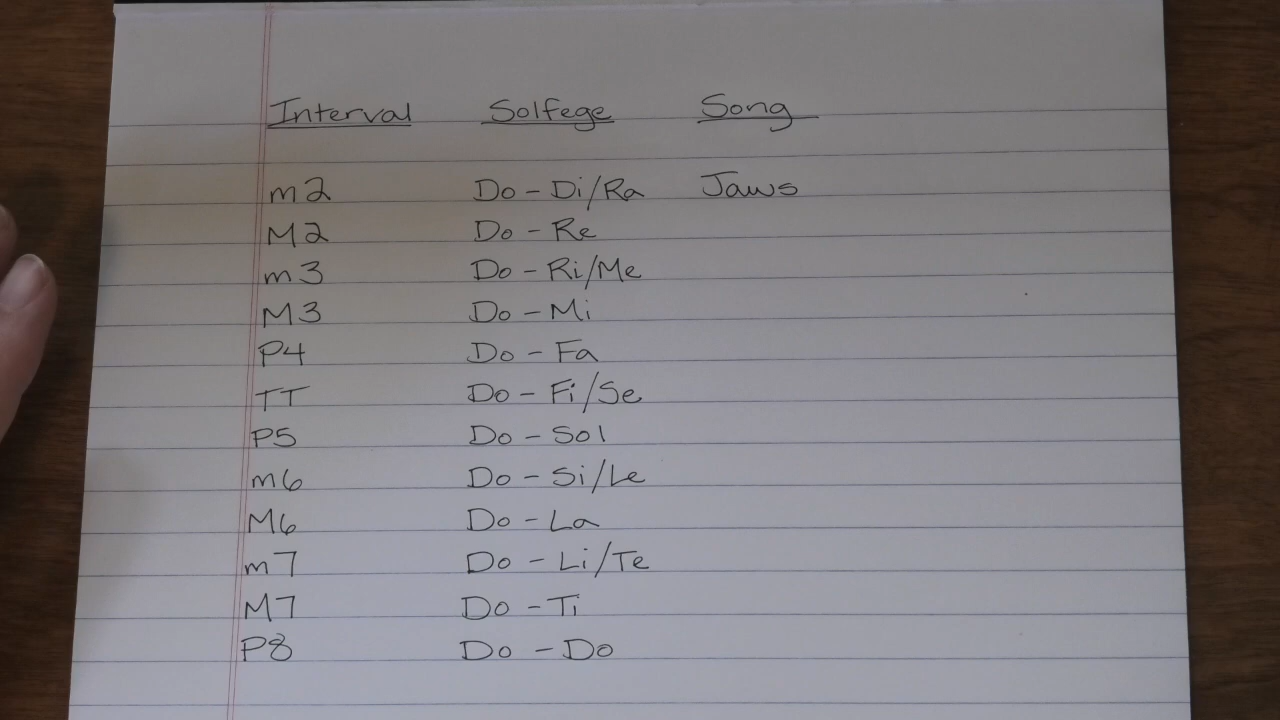 Interval Solfege Song
m2 Do - Di/Ra Jaws
M2 Do - Re
m3 Do - Ri/Me
M3 Do - Mi
P4 Do - Fa
TT Do - Fi/Se
P5 Do - Sol
m6 Do - Si/Le
M6 Do - La
m7 Do - Li/Te
M7 Do - Ti
P8 Do - Do